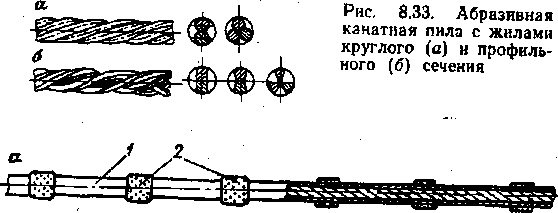 а
Рис. 8,33. Абразивная
канатная пила с жилами
круглого (а) и профиль-
ного (б) сечения
б
а
1
2